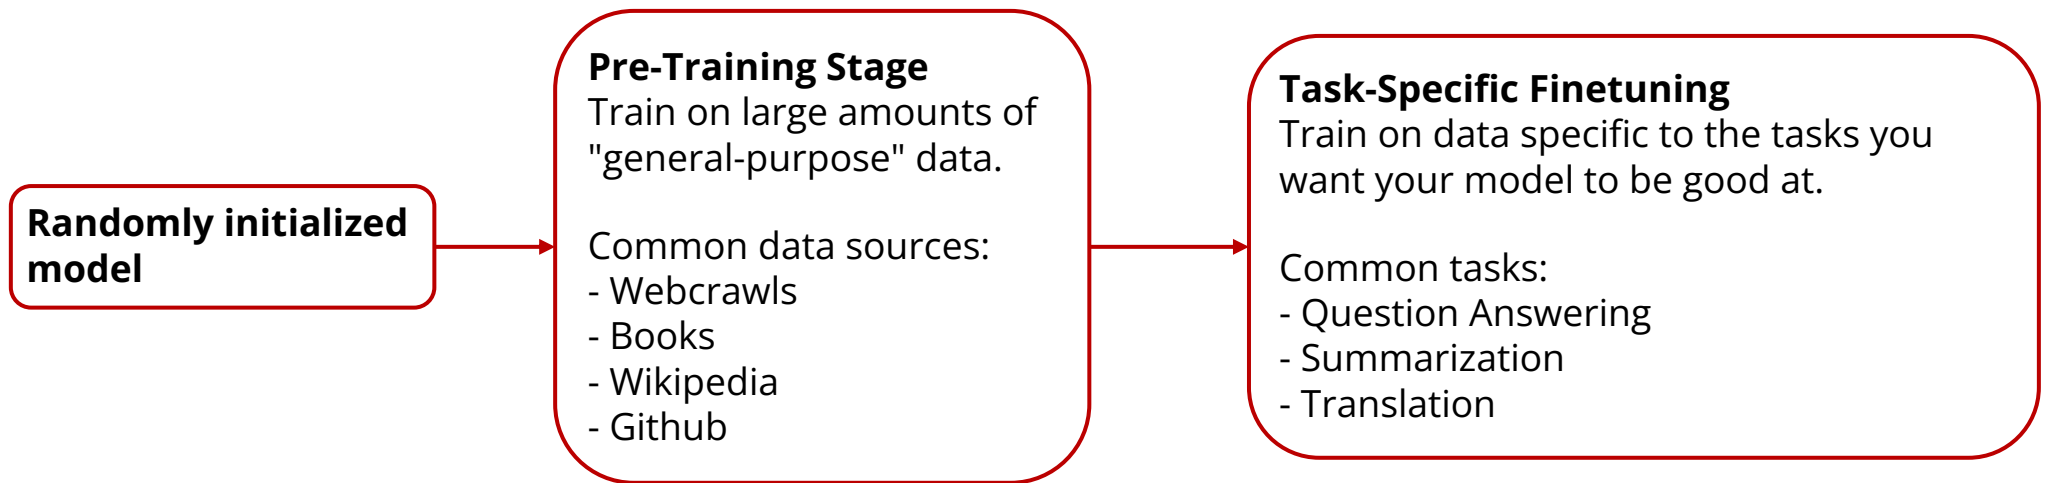 Randomly initialized
model
Pre-Training Stage
Train on large amounts of
"general-purpose" data.
Common data sources:
- Webcrawls
- Books
- Wikipedia
- Github
Task-Specific Finetuning
Train on data specific to the tasks you
want your model to be good at.
Common tasks:
- Question Answering
- Summarization
- Translation